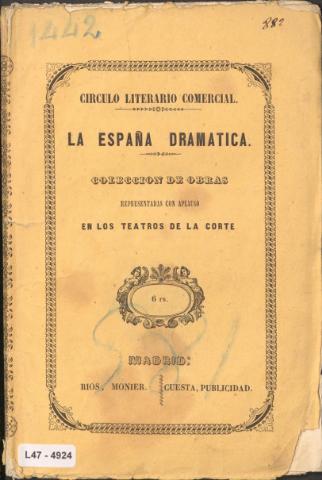 1442
882
CIRCULO LITERARIO COMERCIAL.
LA ESPAÑA DRAMATICA.
COLECCION DE OBRAS
REPRESENTADAS CON APLAUSO
EN LOS TEATROS DE LA CORTE
6 rs.
MADRID:
RIOS, MONIER. CUESTA, PUBLICIDAD.
L47 - 4924